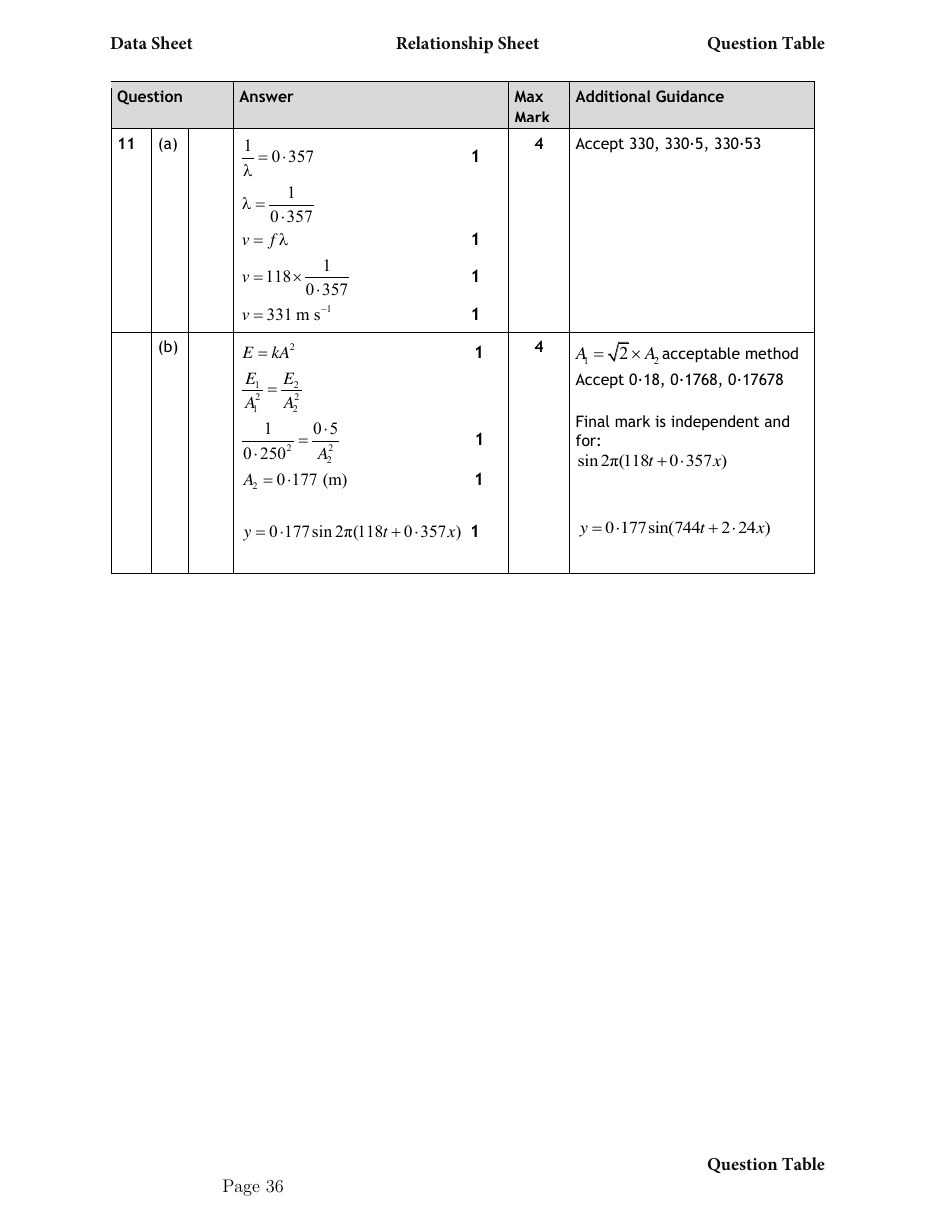 Data Sheet Relationship Sheet Question Table
Question Answer Max Mark Additional Guidance
11 (a) 1/λ = 0·357 1 4 Accept 330, 330·5, 330·53
λ = 1/0·357
v = fλ 1
v = 118 × 1/0·357 1
v = 331 m s⁻¹ 1
(b) E = kA² 1 4 A₁ = √2 × A₂ acceptable method
E₁/A₁² = E₂/A₂² Accept 0·18, 0·1768, 0·17678
1/0·250² = 0·5/A₂² 1 Final mark is independent and
for:
sin 2π(118t + 0·357x)
A₂ = 0·177 (m) 1
y = 0·177 sin 2π(118t + 0·357x) 1 y = 0·177 sin(744t + 2·24x)
Question Table
Page 36